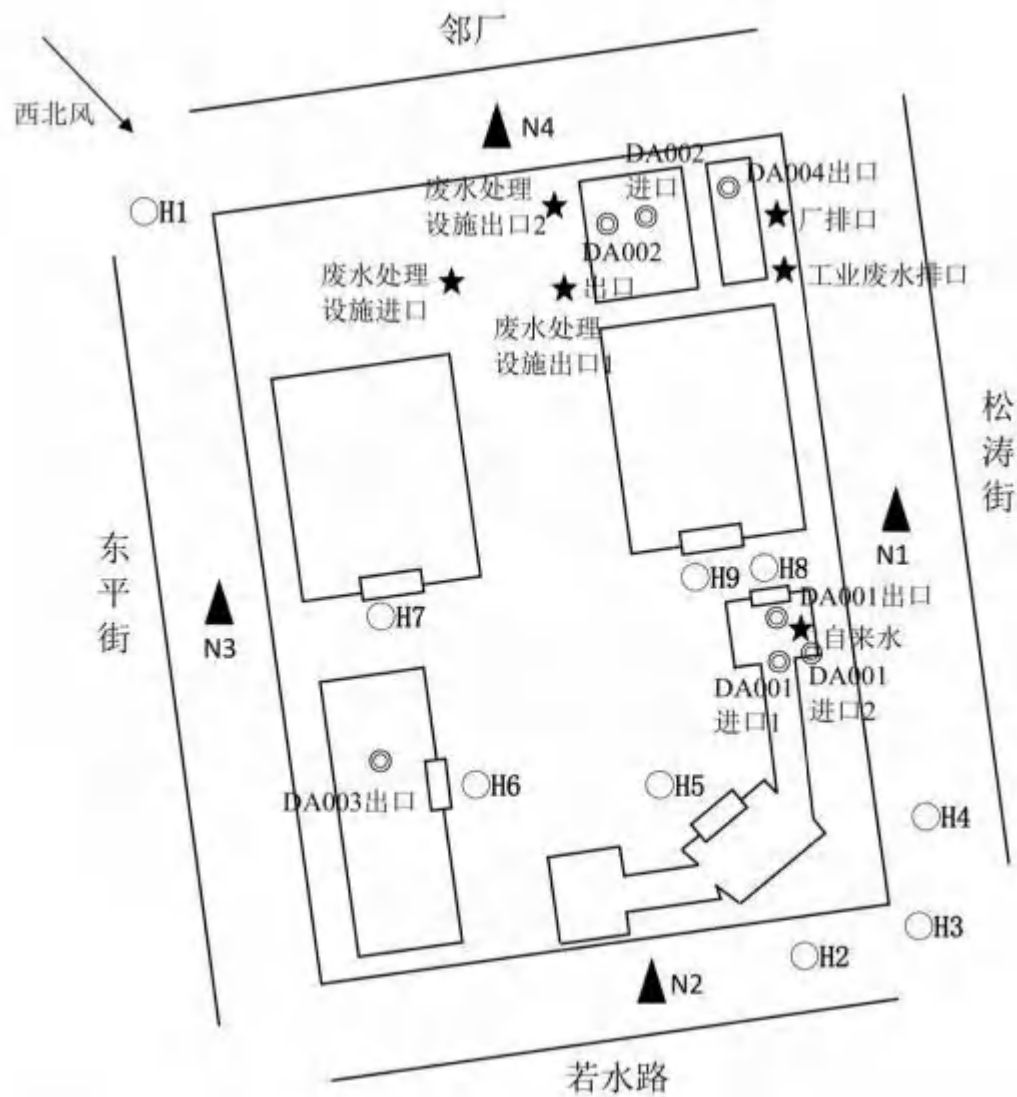 邻厂
西北风
N4
DA002
进口
DA004出口
废水处理
设施出口2
H1
厂排口
DA002
出口
废水处理
设施进口
工业废水排口
废水处理
设施出口1
松涛街
东平街
N1
H9
H8
DA001出口
H7
自来水
N3
DA001
进口1
DA001
进口2
H6
H5
DA003出口
H4
H3
H2
N2
若水路